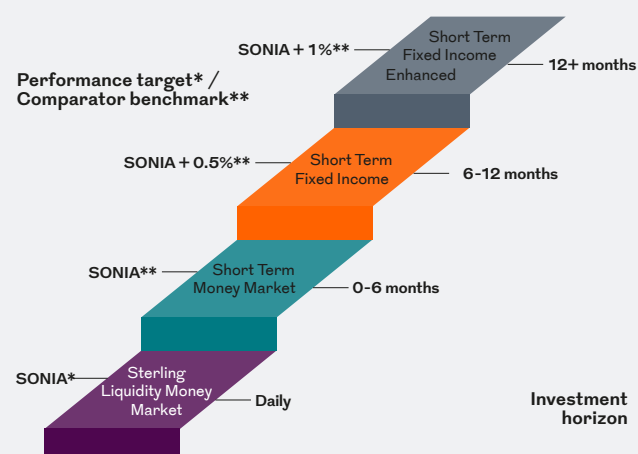 Short Term
Fixed Income
Enhanced
SONIA + 1%**
12+ months
Performance target* /
Comparator benchmark**
Short Term
Fixed Income
SONIA + 0.5%**
6-12 months
Short Term
Money Market
SONIA**
0-6 months
Sterling
Liquidity Money
Market
SONIA*
Daily
Investment
horizon